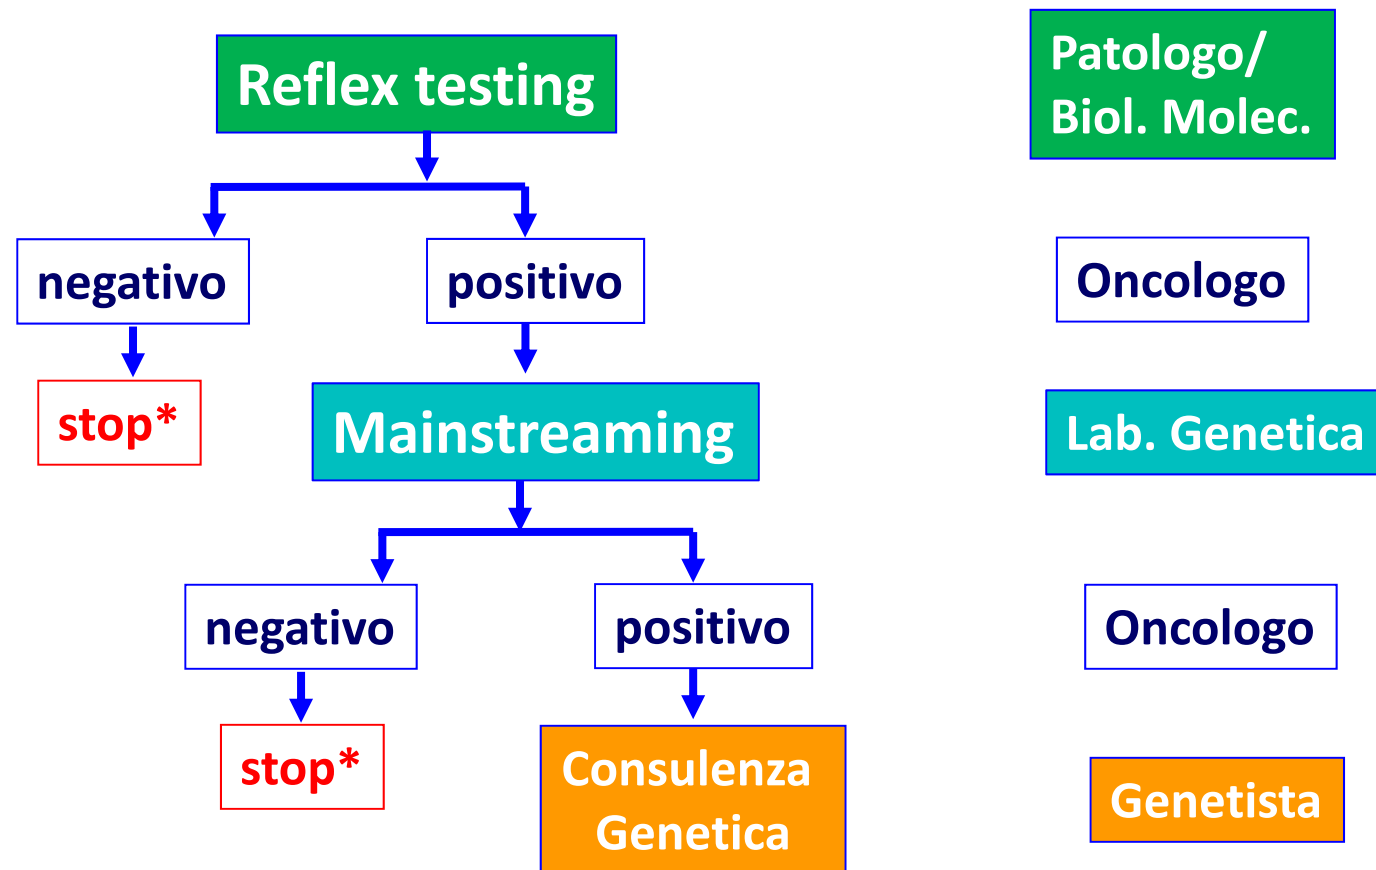 Reflex testing
Patologo/
Biol. Molec.
negativo
positivo
Oncologo
stop*
Mainstreaming
Lab. Genetica
negativo
positivo
Oncologo
stop*
Consulenza
Genetica
Genetista